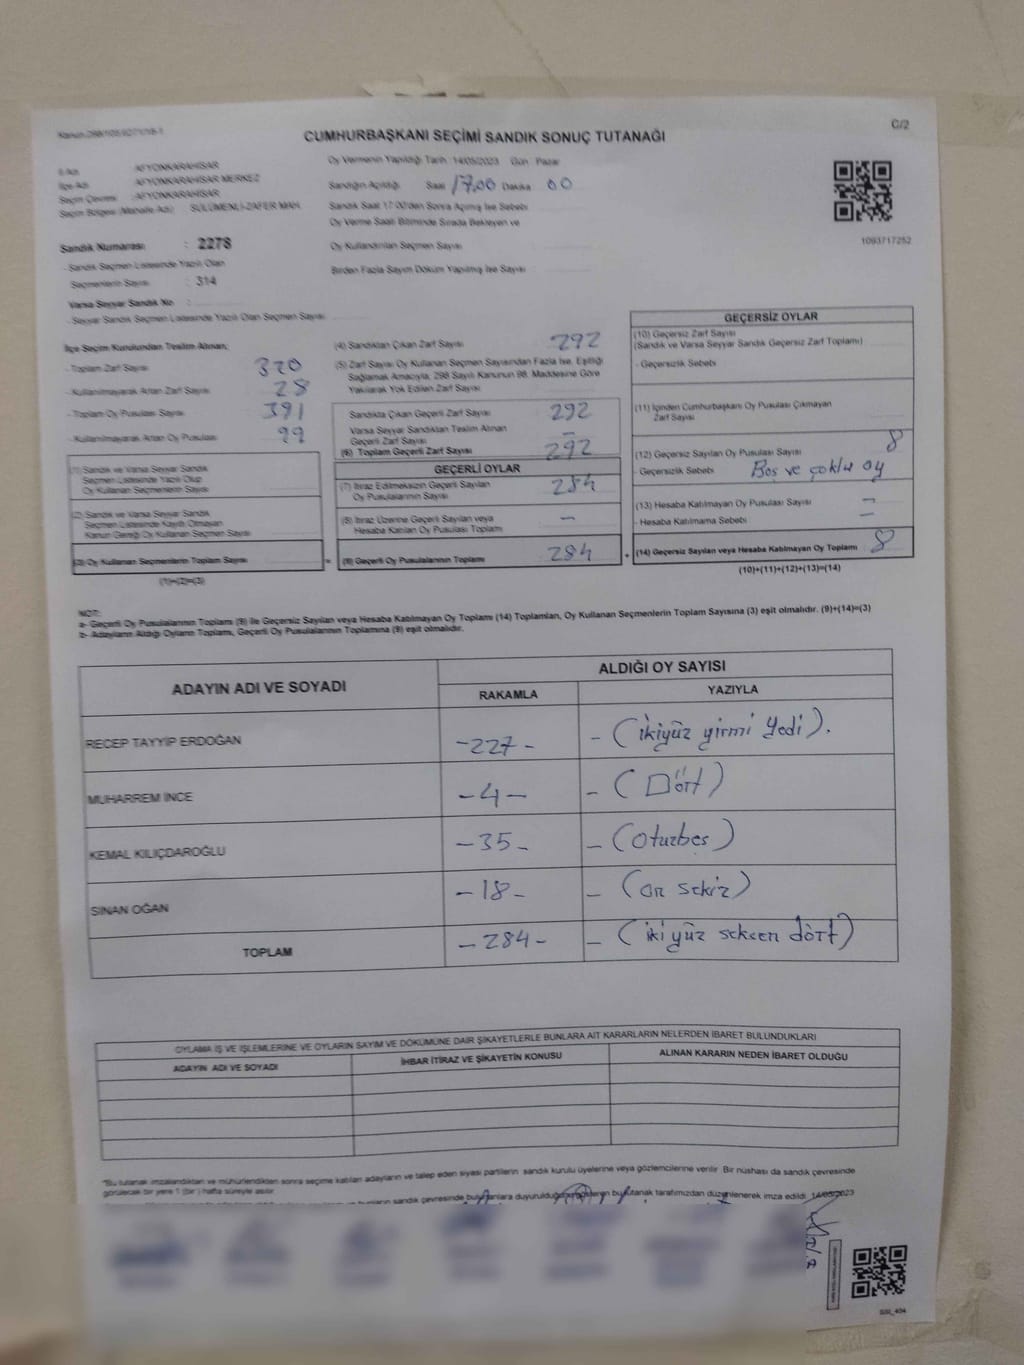 CUMHURBAŞKANI SEÇİMİ SANDIK SONUÇ TUTANAĞI
C/2
İl Adı : AFYONKARAHİSAR
İlçe Adı : AFYONKARAHİSAR MERKEZ
Seçim Çevresi : AFYONKARAHİSAR
Seçim Bölgesi (Mahalle Adı) : SÜLÜMENLİ-ZAFER MAH.
Sandık Numarası : 2278
- Sandık Seçmen Listesinde Yazılı Olan
Seçmenlerin Sayısı : 314
Varsa Seyyar Sandık No :
- Seyyar Sandık Seçmen Listesinde Yazılı Olan Seçmen Sayısı
Oy Vermenin Yapıldığı Tarih : 14/05/2023 Gün : Pazar
Sandığın Açıldığı Saat 17.00 Dakika 00
Sandık Saat 17:00'den Sonra Açılmış İse Sebebi
Oy Verme Saati Bitiminde Sırada Bekleyen ve
Oy Kullandırılan Seçmen Sayısı
Birden Fazla Sayım Döküm Yapılmış İse Sayısı
1093717252
İlçe Seçim Kurulundan Teslim Alınan;
- Toplam Zarf Sayısı 320
- Kullanılmayarak Artan Zarf Sayısı 28
- Toplam Oy Pusulası Sayısı 391
- Kullanılmayarak Artan Oy Pusulası 99
(1) Sandık ve Varsa Seyyar Sandık
Seçmen Listesinde Yazılı Olup
Oy Kullanan Seçmenlerin Sayısı
(2) Sandık ve Varsa Seyyar Sandık
Seçmen Listesinde Kayıtlı Olmayan
Kanun Gereği Oy Kullanan Seçmen Sayısı
(3) Oy Kullanan Seçmenlerin Toplam Sayısı
(1)+(2)=(3)
(4) Sandıktan Çıkan Zarf Sayısı 292
(5) Zarf Sayısı Oy Kullanan Seçmen Sayısından Fazla İse, Eşitliği
Sağlamak Amacıyla, 298 Sayılı Kanunun 98. Maddesine Göre
Yakılarak Yok Edilen Zarf Sayısı
Sandıkta Çıkan Geçerli Zarf Sayısı 292
Varsa Seyyar Sandıktan Teslim Alınan
Geçerli Zarf Sayısı –
(6) Toplam Geçerli Zarf Sayısı 292
GEÇERLİ OYLAR
(7) İtiraz Edilmeksizin Geçerli Sayılan
Oy Pusulalarının Sayısı 284
(8) İtiraz Üzerine Geçerli Sayılan veya
Hesaba Katılan Oy Pusulası Toplamı –
= (9) Geçerli Oy Pusulalarının Toplamı 284
GEÇERSİZ OYLAR
(10) Geçersiz Zarf Sayısı
(Sandık ve Varsa Seyyar Sandık Geçersiz Zarf Toplamı)
- Geçersizlik Sebebi
(11) İçinden Cumhurbaşkanı Oy Pusulası Çıkmayan
Zarf Sayısı
(12) Geçersiz Sayılan Oy Pusulası Sayısı 8
- Geçersizlik Sebebi Boş ve çoklu oy
(13) Hesaba Katılmayan Oy Pusulası Sayısı –
- Hesaba Katılmama Sebebi –
+ (14) Geçersiz Sayılan veya Hesaba Katılmayan Oy Toplamı 8
(10)+(11)+(12)+(13)=(14)
NOT:
a- Geçerli Oy Pusulalarının Toplamı (9) ile Geçersiz Sayılan veya Hesaba Katılmayan Oy Toplamı (14) Toplamları, Oy Kullanan Seçmenlerin Toplam Sayısına (3) eşit olmalıdır. (9)+(14)=(3)
b- Adayların Aldığı Oyların Toplamı, Geçerli Oy Pusulalarının Toplamına (9) eşit olmalıdır.
ADAYIN ADI VE SOYADI ALDIĞI OY SAYISI
RAKAMLA YAZIYLA
RECEP TAYYİP ERDOĞAN -227- - (ikiyüz yirmi yedi).
MUHARREM İNCE -4- - (Dört)
KEMAL KILIÇDAROĞLU -35- - (Otuzbeş)
SİNAN OĞAN -18- - (on sekiz)
TOPLAM -284- - (ikiyüz seksen dört)
OYLAMA İŞ VE İŞLEMLERİNE VE OYLARIN SAYIM VE DÖKÜMÜNE DAİR ŞİKAYETLERLE BUNLARA AİT KARARLARIN NELERDEN İBARET BULUNDUKLARI
ADAYIN ADI VE SOYADI İHBAR İTİRAZ VE ŞİKAYETİN KONUSU ALINAN KARARIN NEDEN İBARET OLDUĞU
*Bu tutanak imzalandıktan ve mühürlendikten sonra seçime katılan adayların ve talep eden siyasi partilerin sandık kurulu üyelerine veya gözlemcilerine verilir. Bir nüshası da sandık çevresinde
görülecek bir yere 1 (bir) hafta süreyle asılır.
sandık çevresinde bulunanlara duyurulduğunu gösteren bu tutanak tarafımızdan düzenlenerek imza edildi. 14/05/2023